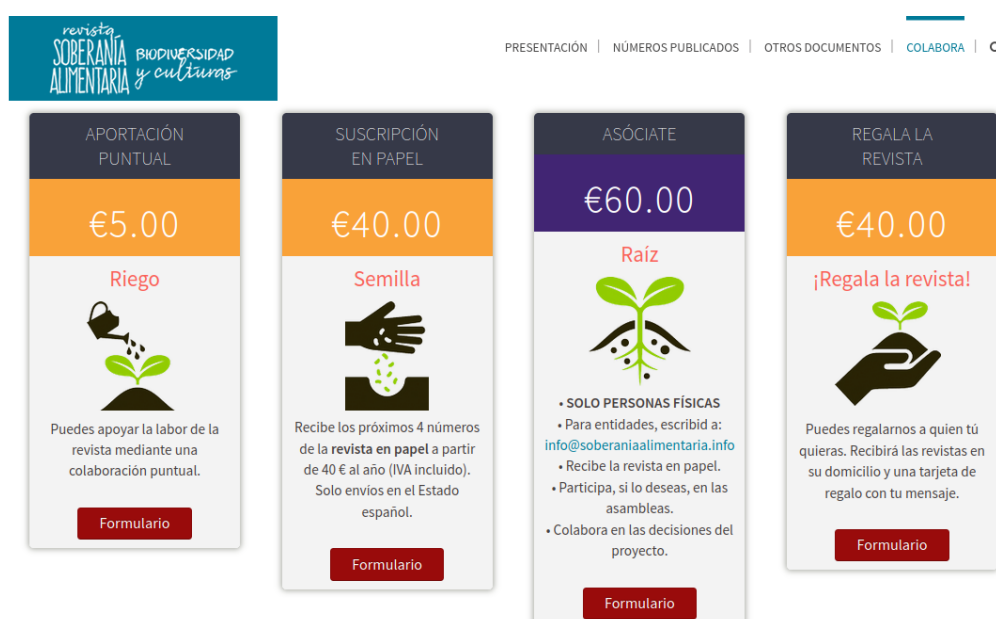 revista
SOBERANÍA
ALIMENTARIA
BIODIVERSIDAD
y culturas
PRESENTACIÓN | NÚMEROS PUBLICADOS | OTROS DOCUMENTOS | COLABORA |
APORTACIÓN
PUNTUAL
€5.00
Riego
Puedes apoyar la labor de la
revista mediante una
colaboración puntual.
Formulario
SUSCRIPCIÓN
EN PAPEL
€40.00
Semilla
Recibe los próximos 4 números
de la revista en papel a partir
de 40 € al año (IVA incluido).
Solo envios en el Estado
español.
Formulario
ASÓCIATE
€60.00
Raíz
• SOLO PERSONAS FÍSICAS
• Para entidades, escribid a:
info@soberaniaalimentaria.info
• Recibe la revista en papel.
• Participa, si lo deseas, en las
asambleas.
• Colabora en las decisiones del
proyecto.
Formulario
REGALA LA
REVISTA
€40.00
¡Regala la revista!
Puedes regalarnos a quien tú
quieras. Recibirá las revistas en
su domicilio y una tarjeta de
regalo con tu mensaje.
Formulario